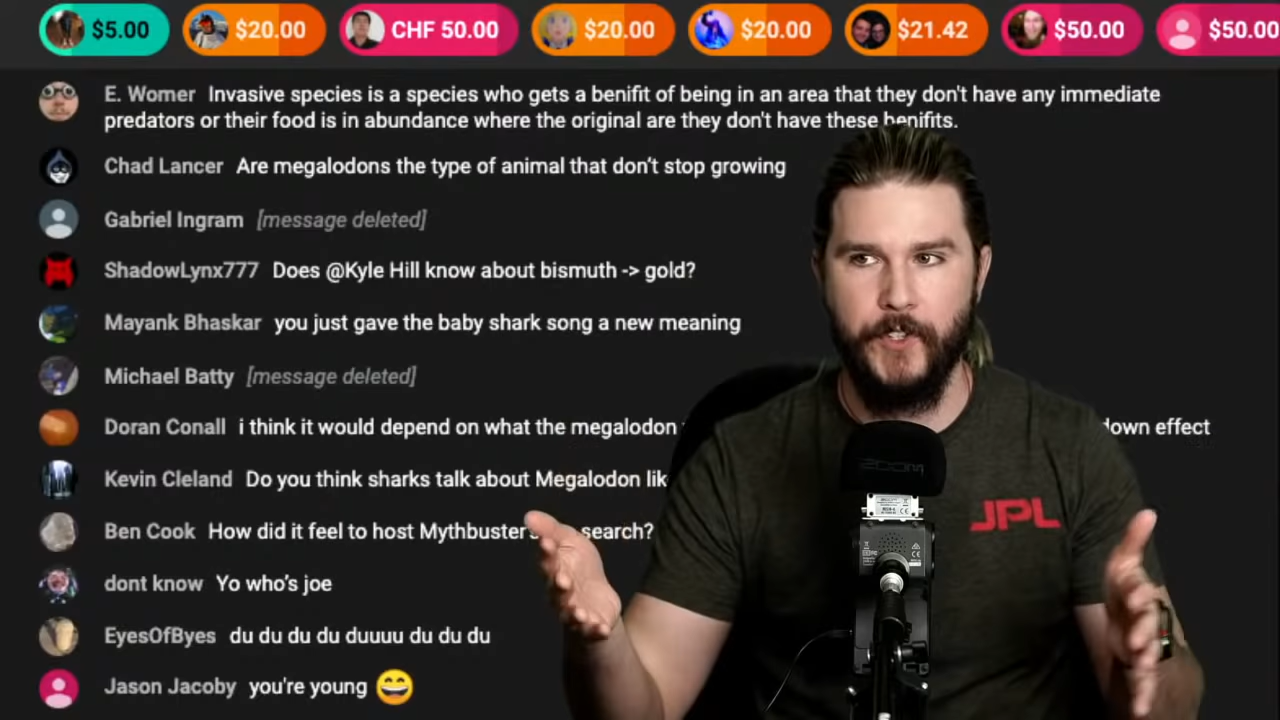 $5.00 $20.00 CHF 50.00 $20.00 $20.00 $21.42 $50.00 $50.00
E. Womer Invasive species is a species who gets a benifit of being in an area that they don't have any immediate
predators or their food is in abundance where the original are they don't have these benifits.
Chad Lancer Are megalodons the type of animal that don't stop growing
Gabriel Ingram [message deleted]
ShadowLynx777 Does @Kyle Hill know about bismuth -> gold?
Mayank Bhaskar you just gave the baby shark song a new meaning
Michael Batty [message deleted]
Doran Conall i think it would depend on what the megalodon down effect
Kevin Cleland Do you think sharks talk about Megalodon lik
Ben Cook How did it feel to host Mythbusters search?
dont know Yo who's joe
EyesOfByes du du du du duuuu du du du
Jason Jacoby you're young
zoom
JPL